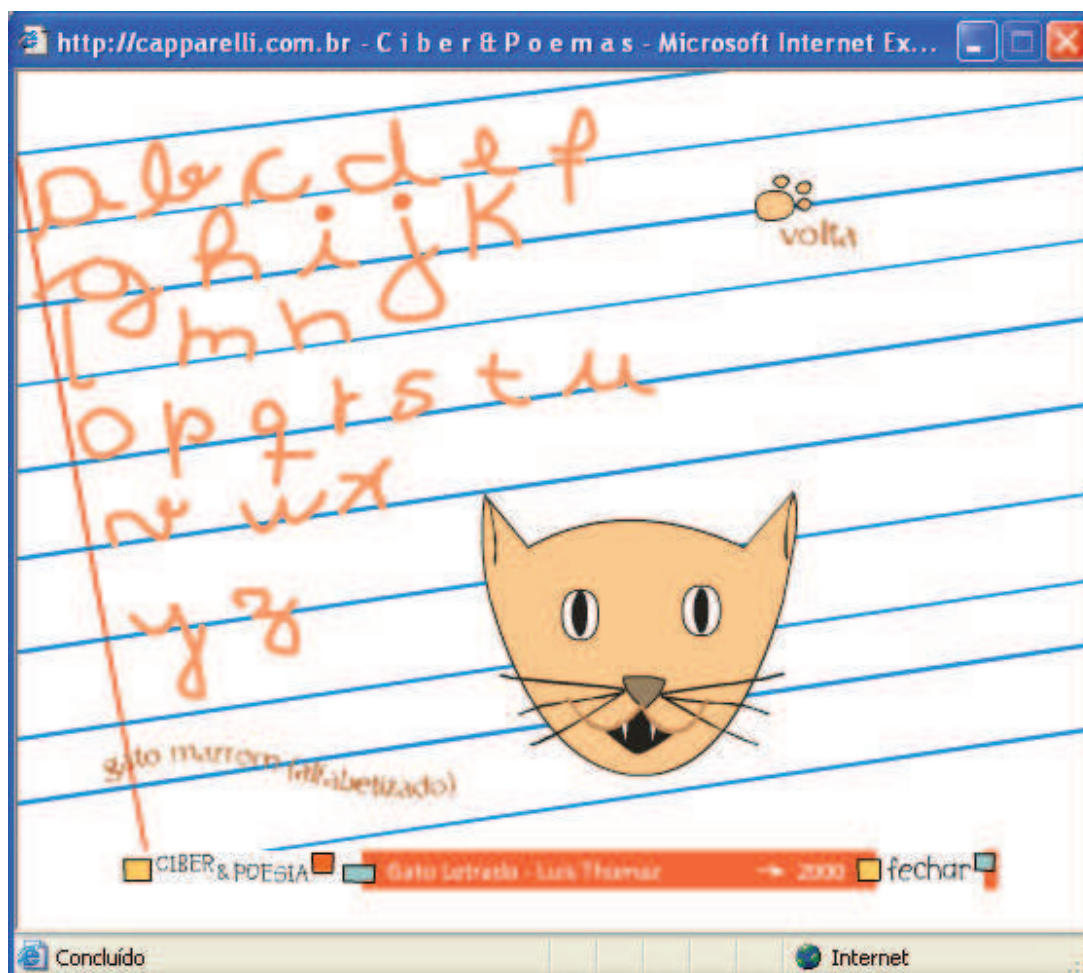 http://capparelli.com.br - C i b e r & P o e m a s - Microsoft Internet Ex...
a b c d e f
g h i j k
volta
l m n
o p q r s t u
v w x
y z
gato marrom (alfabetizado)
CIBER & POESIA Gato Letrado - Luis Thomaz → 2000 fechar
Concluído Internet